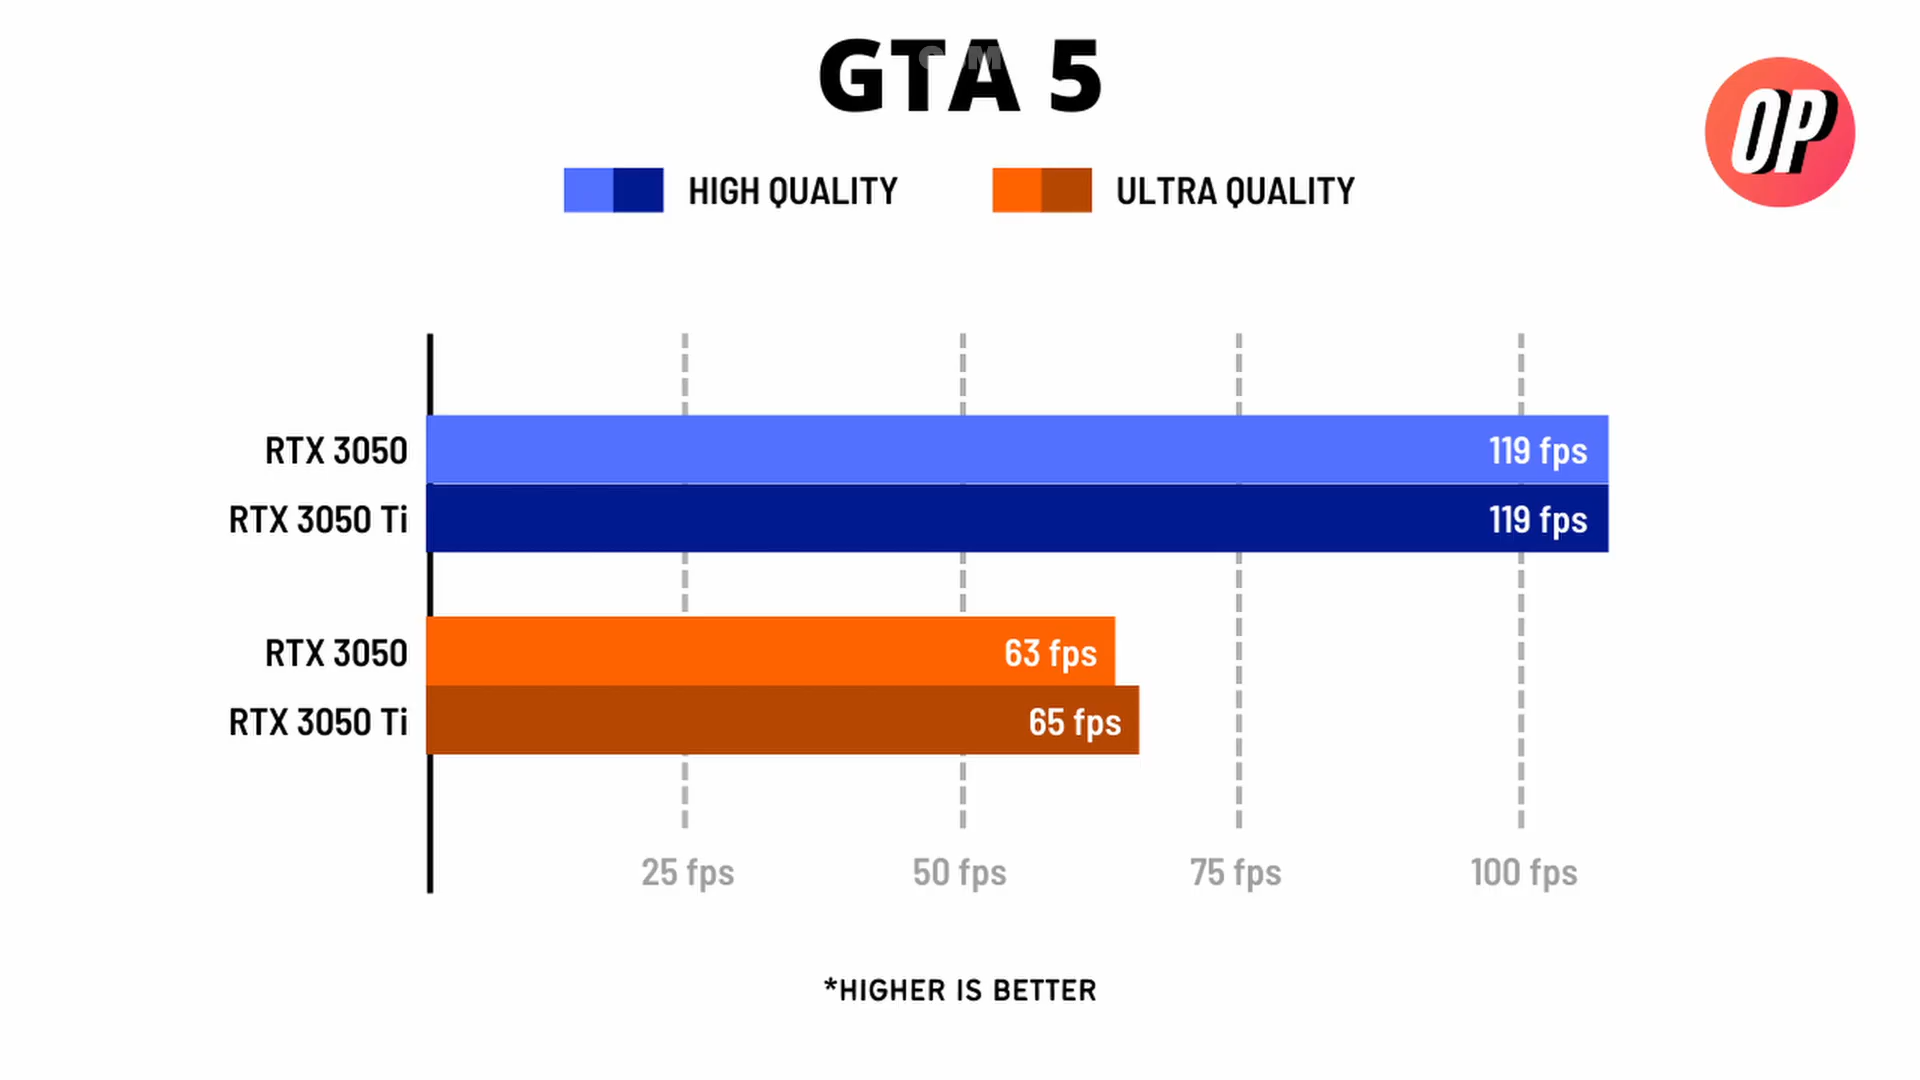 GTA 5
OP
HIGH QUALITY
ULTRA QUALITY
RTX 3050
119 fps
RTX 3050 Ti
119 fps
RTX 3050
63 fps
RTX 3050 Ti
65 fps
25 fps
50 fps
75 fps
100 fps
*HIGHER IS BETTER